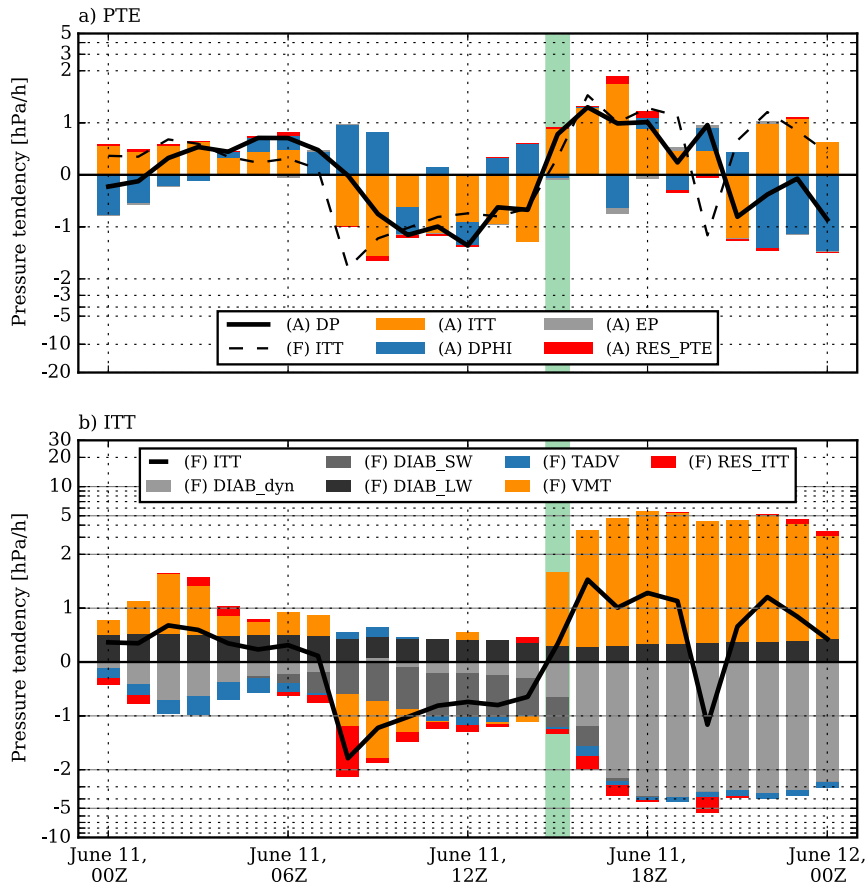 a) PTE
Pressure tendency [hPa/h]
5
3
2
1
0
-1
-2
-3
-5
-10
-20
(A) DP
(F) ITT
(A) ITT
(A) DPHI
(A) EP
(A) RES_PTE
b) ITT
Pressure tendency [hPa/h]
30
20
10
5
2
1
0
-1
-2
-5
-10
(F) ITT
(F) DIAB_dyn
(F) DIAB_SW
(F) DIAB_LW
(F) TADV
(F) VMT
(F) RES_ITT
June 11,
00Z
June 11,
06Z
June 11,
12Z
June 11,
18Z
June 12,
00Z